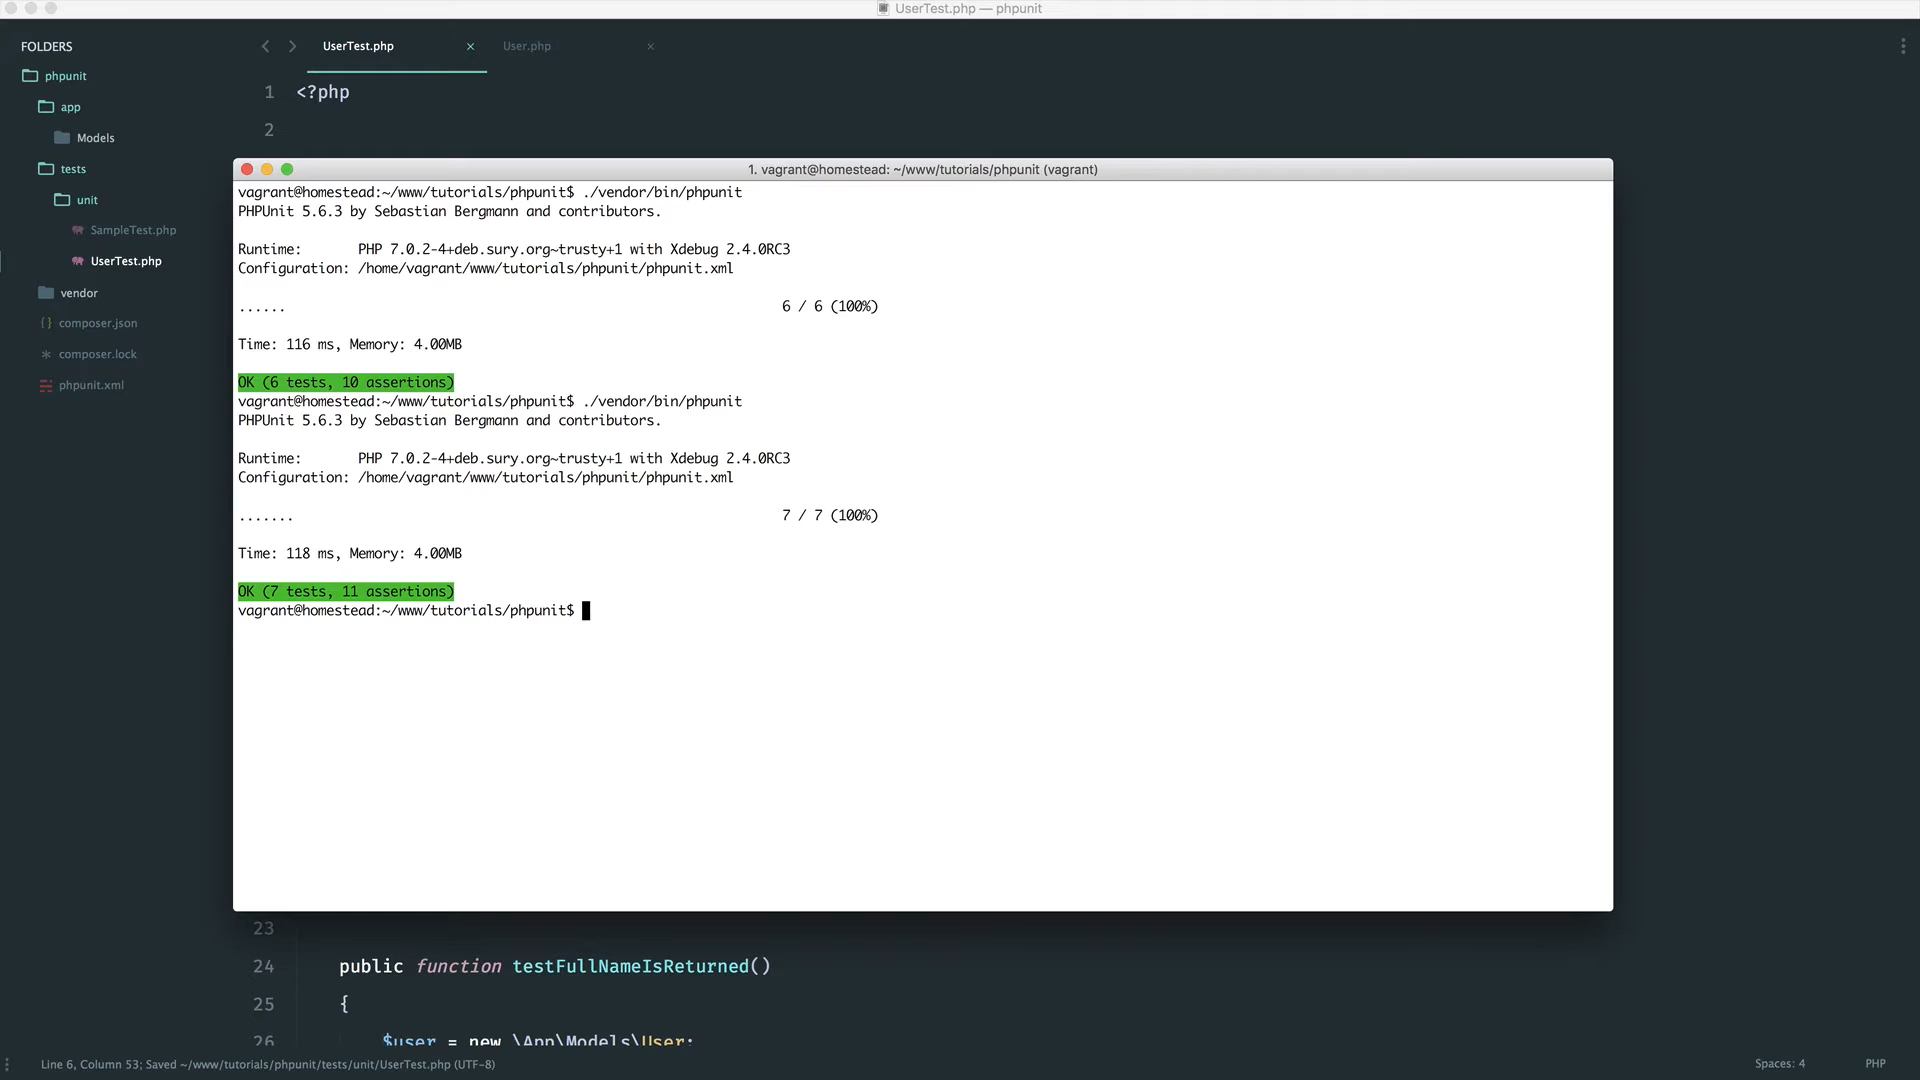 UserTest.php — phpunit
FOLDERS
phpunit
app
Models
tests
unit
SampleTest.php
UserTest.php
vendor
composer.json
composer.lock
phpunit.xml
UserTest.php
User.php
1 <?php
2
1. vagrant@homestead: ~/www/tutorials/phpunit (vagrant)
vagrant@homestead:~/www/tutorials/phpunit$ ./vendor/bin/phpunit
PHPUnit 5.6.3 by Sebastian Bergmann and contributors.
Runtime:       PHP 7.0.2-4+deb.sury.org~trusty+1 with Xdebug 2.4.0RC3
Configuration: /home/vagrant/www/tutorials/phpunit/phpunit.xml
...... 6 / 6 (100%)
Time: 116 ms, Memory: 4.00MB
OK (6 tests, 10 assertions)
vagrant@homestead:~/www/tutorials/phpunit$ ./vendor/bin/phpunit
PHPUnit 5.6.3 by Sebastian Bergmann and contributors.
Runtime:       PHP 7.0.2-4+deb.sury.org~trusty+1 with Xdebug 2.4.0RC3
Configuration: /home/vagrant/www/tutorials/phpunit/phpunit.xml
....... 7 / 7 (100%)
Time: 118 ms, Memory: 4.00MB
OK (7 tests, 11 assertions)
vagrant@homestead:~/www/tutorials/phpunit$
23
24 public function testFullNameIsReturned()
25 {
26 $user = new \App\Models\User;
Line 6, Column 53; Saved ~/www/tutorials/phpunit/tests/unit/UserTest.php (UTF-8)
Spaces: 4
PHP